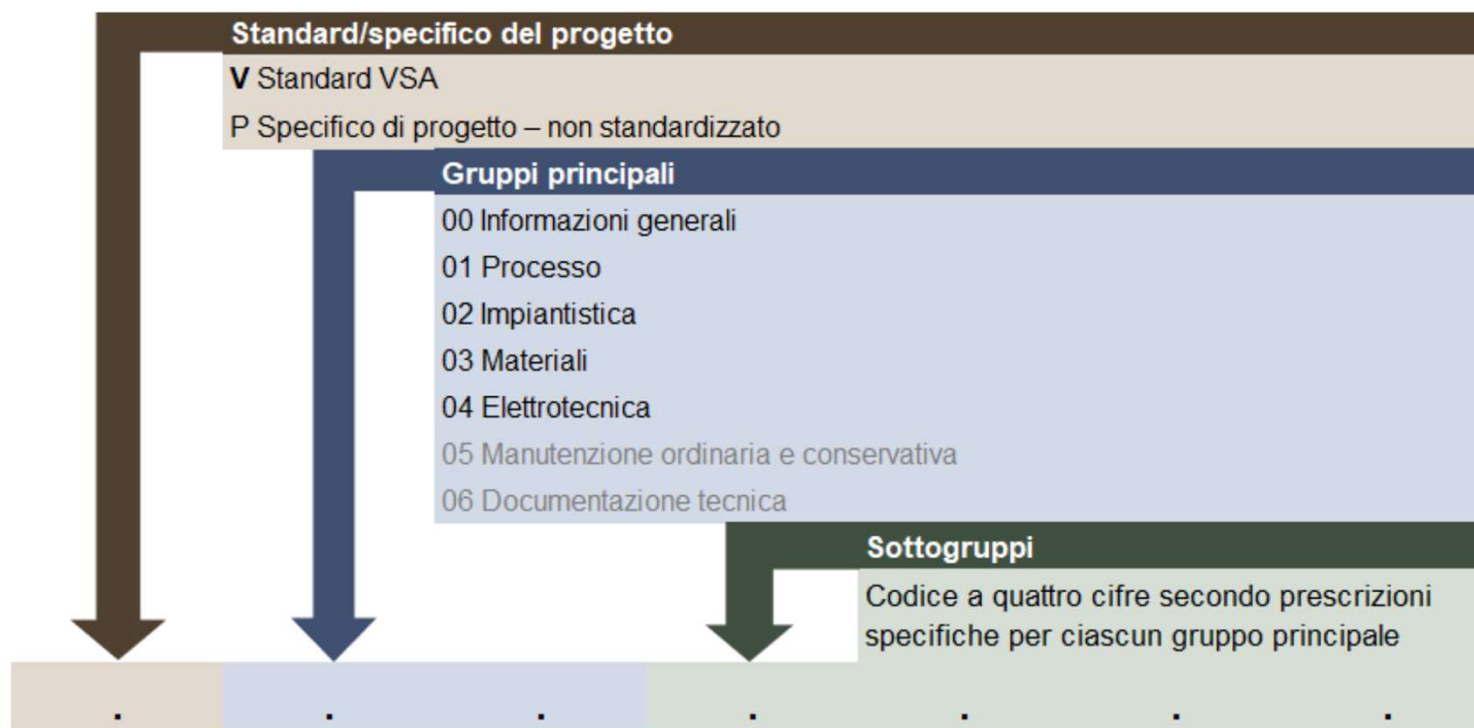 Standard/specifico del progetto
V Standard VSA
P Specifico di progetto – non standardizzato
Gruppi principali
00 Informazioni generali
01 Processo
02 Impiantistica
03 Materiali
04 Elettrotecnica
05 Manutenzione ordinaria e conservativa
06 Documentazione tecnica
Sottogruppi
Codice a quattro cifre secondo prescrizioni
specifiche per ciascun gruppo principale
. . . . . . .